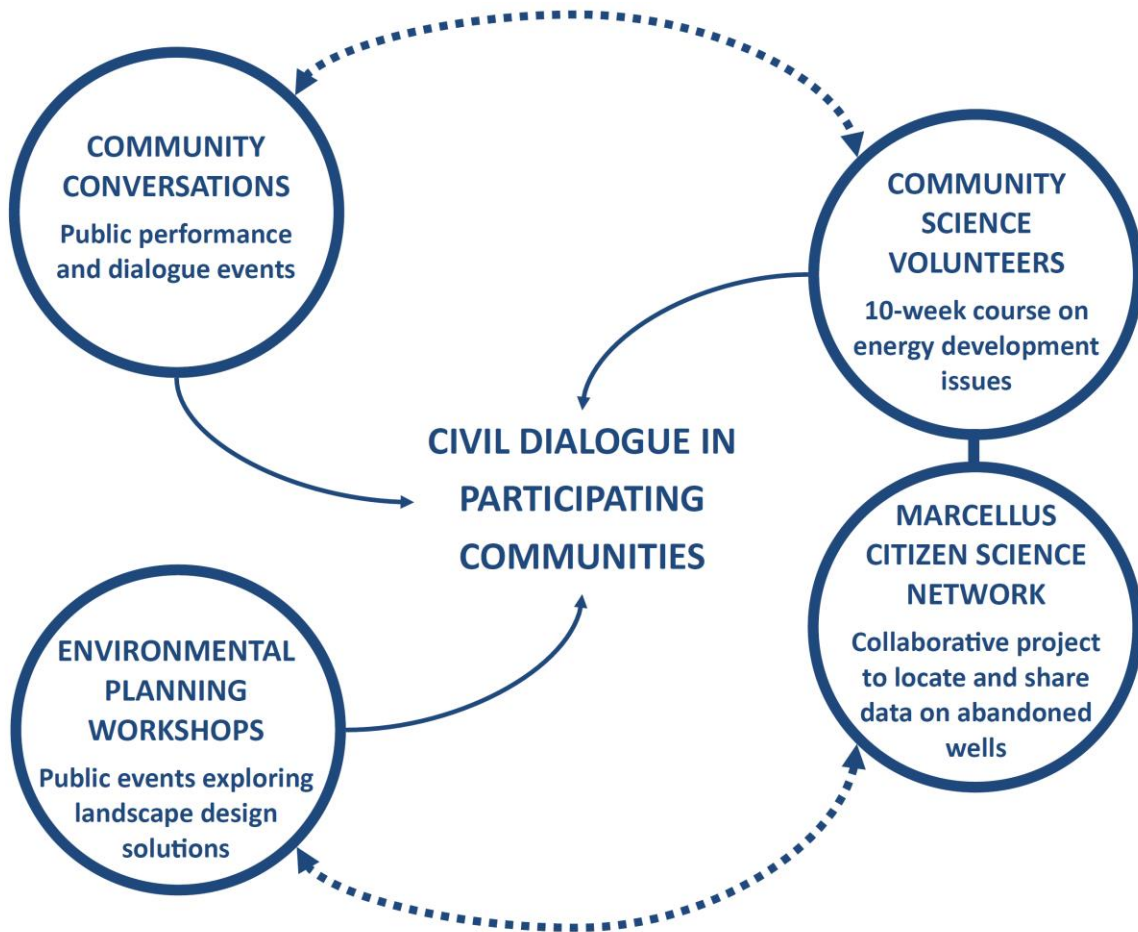 COMMUNITY
CONVERSATIONS
Public performance
and dialogue events
COMMUNITY
SCIENCE
VOLUNTEERS
10-week course on
energy development
issues
CIVIL DIALOGUE IN
PARTICIPATING
COMMUNITIES
MARCELLUS
CITIZEN SCIENCE
NETWORK
Collaborative project
to locate and share
data on abandoned
wells
ENVIRONMENTAL
PLANNING
WORKSHOPS
Public events exploring
landscape design
solutions